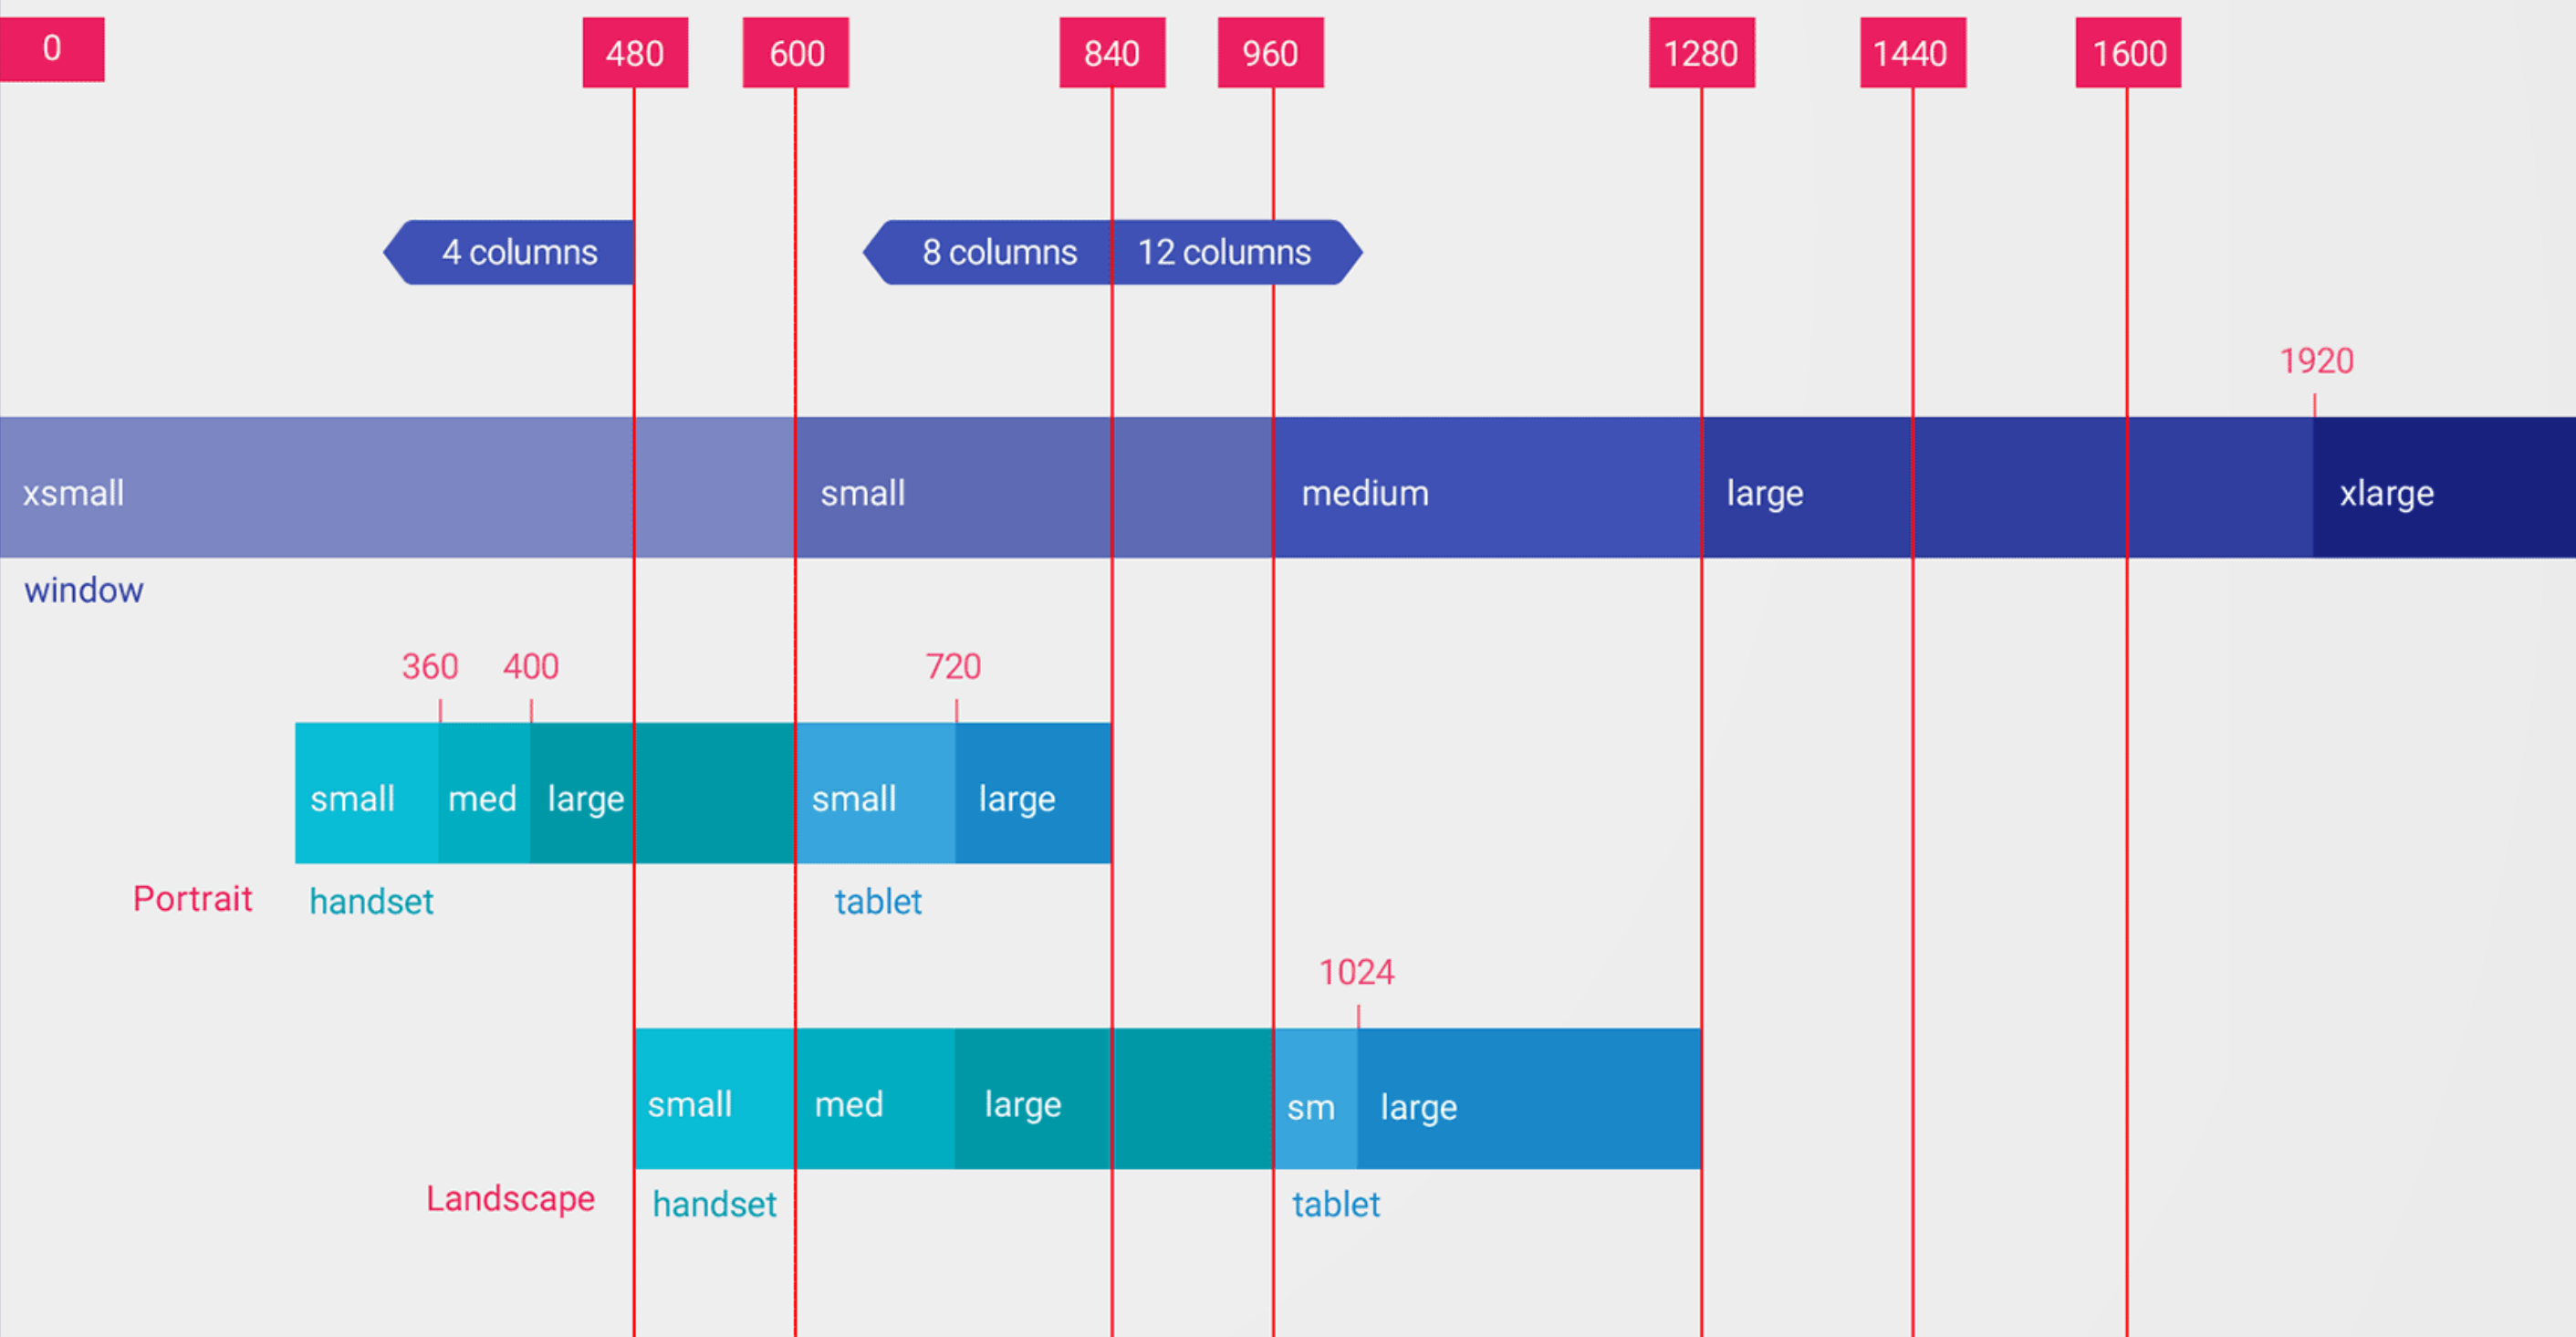 0 480 600 840 960 1280 1440 1600
4 columns 8 columns 12 columns
1920
xsmall small medium large xlarge
window
360 400 720
small med large small large
Portrait handset tablet
1024
small med large sm large
Landscape handset tablet